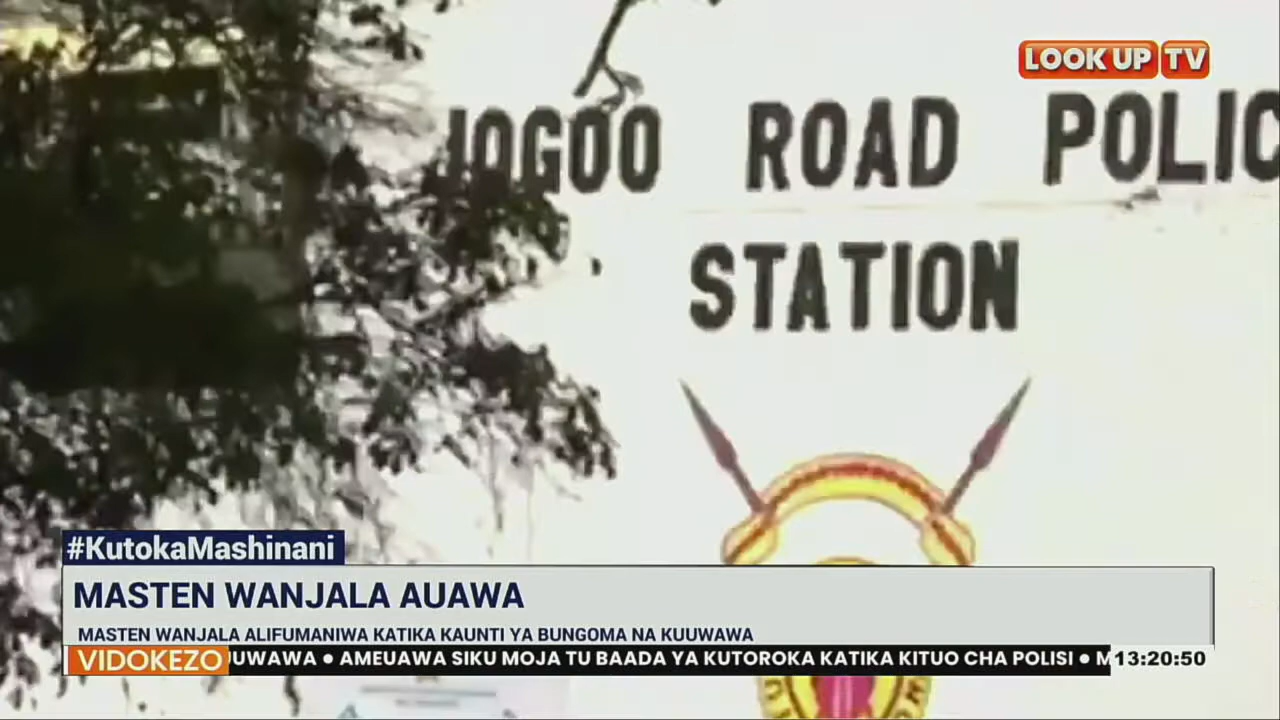 LOOK UP TV
JOGOO ROAD POLIC
STATION
#KutokaMashinani
MASTEN WANJALA AUAWA
MASTEN WANJALA ALIFUMANIWA KATIKA KAUNTI YA BUNGOMA NA KUUWAWA
VIDOKEZO UUWAWA ● AMEUAWA SIKU MOJA TU BAADA YA KUTOROKA KATIKA KITUO CHA POLISI ● M 13:20:50